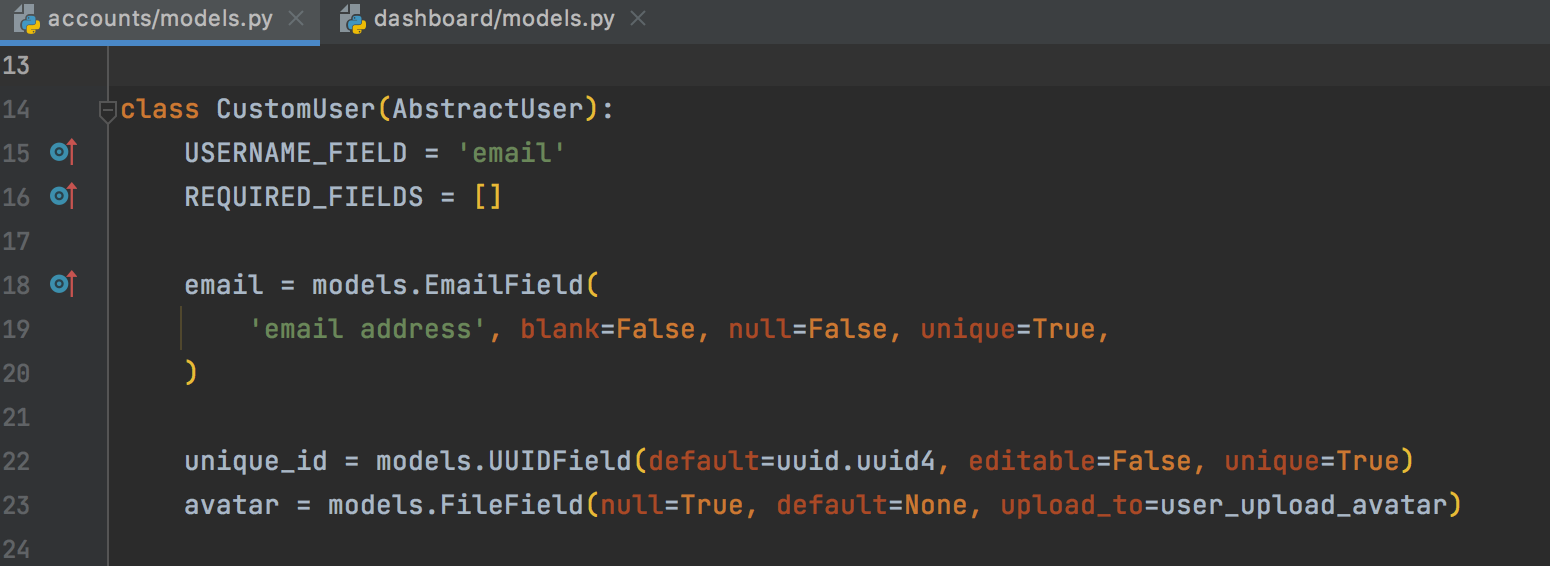 accounts/models.py dashboard/models.py
13
14 class CustomUser(AbstractUser):
15 USERNAME_FIELD = 'email'
16 REQUIRED_FIELDS = []
17
18 email = models.EmailField(
19 'email address', blank=False, null=False, unique=True,
20 )
21
22 unique_id = models.UUIDField(default=uuid.uuid4, editable=False, unique=True)
23 avatar = models.FileField(null=True, default=None, upload_to=user_upload_avatar)
24